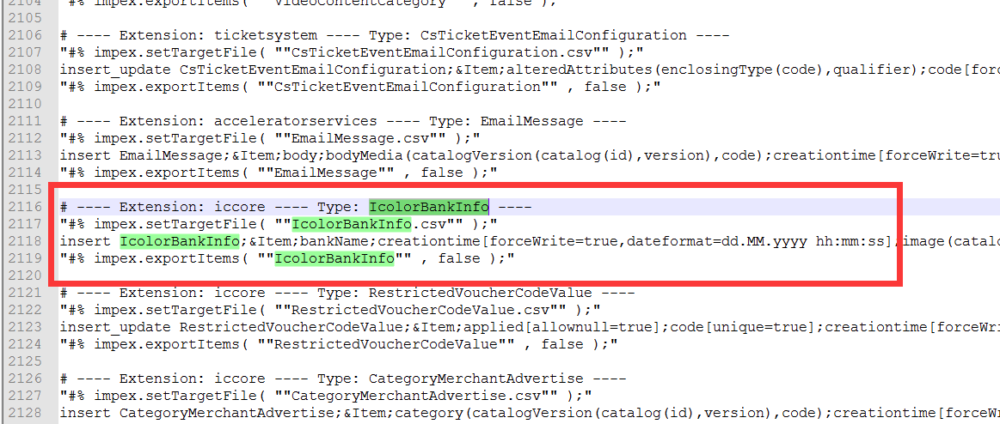 2104 "#% impex.exportItems( ""VideoContentCategory"" , false );"
2105
2106 # ---- Extension: ticketsystem ---- Type: CsTicketEventEmailConfiguration ----
2107 "#% impex.setTargetFile( ""CsTicketEventEmailConfiguration.csv"" );"
2108 insert_update CsTicketEventEmailConfiguration;&Item;alteredAttributes(enclosingType(code),qualifier);code[forc
2109 "#% impex.exportItems( ""CsTicketEventEmailConfiguration"" , false );"
2110
2111 # ---- Extension: acceleratorservices ---- Type: EmailMessage ----
2112 "#% impex.setTargetFile( ""EmailMessage.csv"" );"
2113 insert EmailMessage;&Item;body;bodyMedia(catalogVersion(catalog(id),version),code);creationtime[forceWrite=tru
2114 "#% impex.exportItems( ""EmailMessage"" , false );"
2115
2116 # ---- Extension: iccore ---- Type: IcolorBankInfo ----
2117 "#% impex.setTargetFile( ""IcolorBankInfo.csv"" );"
2118 insert IcolorBankInfo;&Item;bankName;creationtime[forceWrite=true,dateformat=dd.MM.yyyy hh:mm:ss];image(catalo
2119 "#% impex.exportItems( ""IcolorBankInfo"" , false );"
2120
2121 # ---- Extension: iccore ---- Type: RestrictedVoucherCodeValue ----
2122 "#% impex.setTargetFile( ""RestrictedVoucherCodeValue.csv"" );"
2123 insert_update RestrictedVoucherCodeValue;&Item;applied[allownull=true];code[unique=true];creationtime[forceWri
2124 "#% impex.exportItems( ""RestrictedVoucherCodeValue"" , false );"
2125
2126 # ---- Extension: iccore ---- Type: CategoryMerchantAdvertise ----
2127 "#% impex.setTargetFile( ""CategoryMerchantAdvertise.csv"" );"
2128 insert CategoryMerchantAdvertise;&Item;category(catalogVersion(catalog(id),version),code);creationtime[forceWr